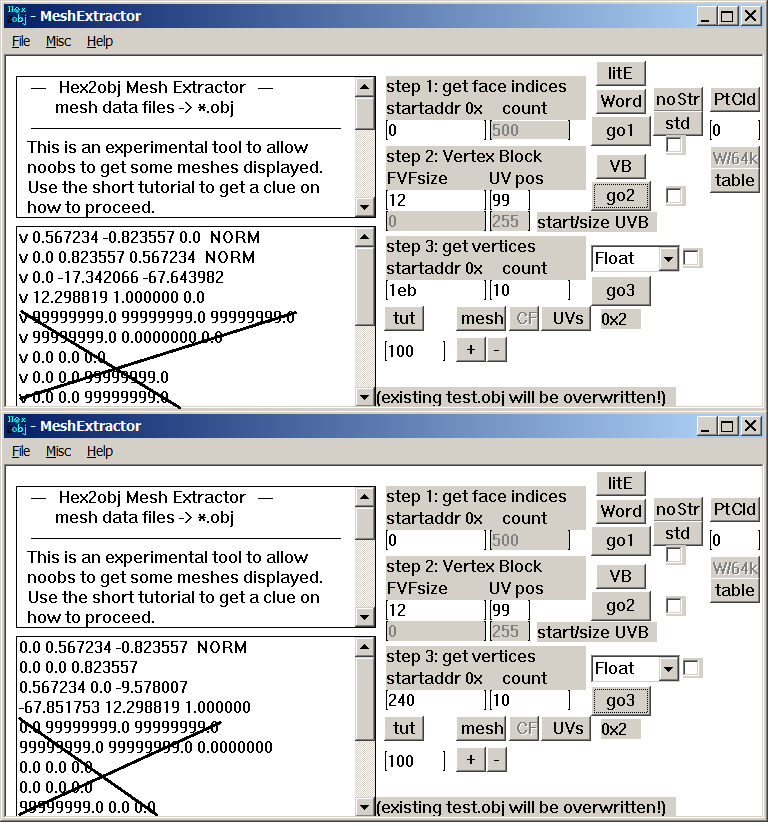 Hex obj - MeshExtractor
File Misc Help
— Hex2obj Mesh Extractor —
mesh data files -> *.obj
This is an experimental tool to allow
noobs to get some meshes displayed.
Use the short tutorial to get a clue on
how to proceed.
v 0.567234 -0.823557 0.0 NORM
v 0.0 0.823557 0.567234 NORM
v 0.0 -17.342066 -67.643982
v 12.298819 1.000000 0.0
v 99999999.0 99999999.0 99999999.0
v 99999999.0 0.0000000 0.0
v 0.0 0.0 0.0
v 0.0 0.0 99999999.0
v 0.0 0.0 99999999.0
step 1: get face indices
startaddr 0x count
[0 ][500 ]
step 2: Vertex Block
FVFsize UV pos
[12 ][99 ]
[0 ][255 ] start/size UVB
step 3: get vertices
startaddr 0x count
[1eb ][10 ]
tut mesh CF UVs 0x2
[100 ] + -
(existing test.obj will be overwritten!)
litE
Word noStr PtCld
go1 std [0 ]
VB W/64k
go2 table
Float
go3
Hex obj - MeshExtractor
File Misc Help
— Hex2obj Mesh Extractor —
mesh data files -> *.obj
This is an experimental tool to allow
noobs to get some meshes displayed.
Use the short tutorial to get a clue on
how to proceed.
0.0 0.567234 -0.823557 NORM
0.0 0.0 0.823557
0.567234 0.0 -9.578007
-67.851753 12.298819 1.000000
0.0 99999999.0 99999999.0
99999999.0 99999999.0 0.0000000
0.0 0.0 0.0
0.0 0.0 0.0
99999999.0 0.0 0.0
step 1: get face indices
startaddr 0x count
[0 ][500 ]
step 2: Vertex Block
FVFsize UV pos
[12 ][99 ]
[0 ][255 ] start/size UVB
step 3: get vertices
startaddr 0x count
[240 ][10 ]
tut mesh CF UVs 0x2
[100 ] + -
(existing test.obj will be overwritten!)
litE
Word noStr PtCld
go1 std [0 ]
VB W/64k
go2 table
Float
go3